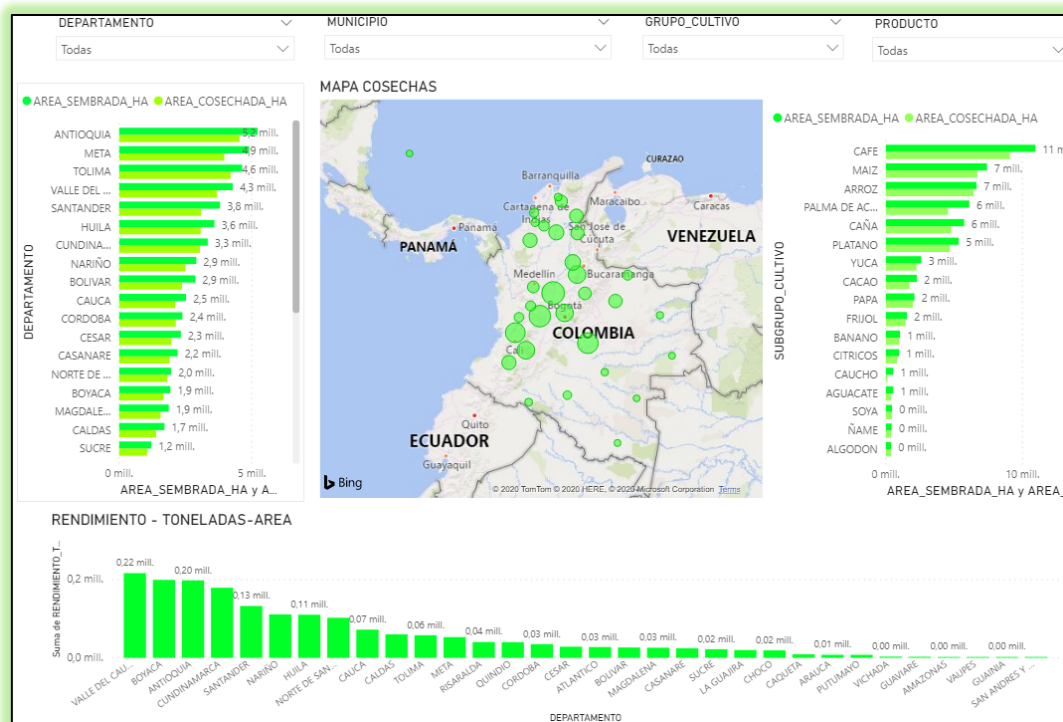 DEPARTAMENTO
Todas
MUNICIPIO
Todas
GRUPO_CULTIVO
Todas
PRODUCTO
Todas
AREA_SEMBRADA_HA AREA_COSECHADA_HA
DEPARTAMENTO
ANTIOQUIA 5,2 mill.
META 4,9 mill.
TOLIMA 4,6 mill.
VALLE DEL ... 4,3 mill.
SANTANDER 3,8 mill.
HUILA 3,6 mill.
CUNDINA... 3,3 mill.
NARIÑO 2,9 mill.
BOLIVAR 2,9 mill.
CAUCA 2,5 mill.
CORDOBA 2,4 mill.
CESAR 2,3 mill.
CASANARE 2,2 mill.
NORTE DE ... 2,0 mill.
BOYACA 1,9 mill.
MAGDALE... 1,9 mill.
CALDAS 1,7 mill.
SUCRE 1,2 mill.
0 mill. 5 mill.
AREA_SEMBRADA_HA y A...
MAPA COSECHAS
CURAZAO
Barranquilla
Cartagena de Indias
Maracaibo
Caracas
PANAMÁ
Panamá
San José de Cúcuta
VENEZUELA
Medellín
Bucaramanga
Bogotá
COLOMBIA
Cali
Quito
ECUADOR
Guayaquil
Bing
© 2020 TomTom © 2020 HERE, © 2020 Microsoft Corporation Terms
AREA_SEMBRADA_HA AREA_COSECHADA_HA
SUBGRUPO_CULTIVO
CAFE 11 m
MAIZ 7 mill.
ARROZ 7 mill.
PALMA DE AC... 6 mill.
CAÑA 6 mill.
PLATANO 5 mill.
YUCA 3 mill.
CACAO 2 mill.
PAPA 2 mill.
FRIJOL 2 mill.
BANANO 1 mill.
CITRICOS 1 mill.
CAUCHO 1 mill.
AGUACATE 1 mill.
SOYA 0 mill.
ÑAME 0 mill.
ALGODON 0 mill.
0 mill. 10 mill.
AREA_SEMBRADA_HA y AREA_
RENDIMIENTO - TONELADAS-AREA
Suma de RENDIMIENTO_T...
0,2 mill.
0,0 mill.
0,22 mill. 0,20 mill. 0,13 mill. 0,11 mill. 0,07 mill. 0,06 mill. 0,04 mill. 0,03 mill. 0,03 mill. 0,03 mill. 0,02 mill. 0,02 mill. 0,01 mill. 0,00 mill. 0,00 mill. 0,00 mill.
VALLE DEL CAU...
BOYACA
ANTIOQUIA
CUNDINAMARCA
SANTANDER
NARIÑO
HUILA
NORTE DE SAN...
CAUCA
CALDAS
TOLIMA
META
RISARALDA
QUINDIO
CORDOBA
CESAR
ATLANTICO
BOLIVAR
MAGDALENA
CASANARE
SUCRE
LA GUAJIRA
CHOCO
CAQUETA
ARAUCA
PUTUMAYO
VICHADA
GUAVIARE
AMAZONAS
VAUPES
GUAINIA
SAN ANDRES Y ...
DEPARTAMENTO